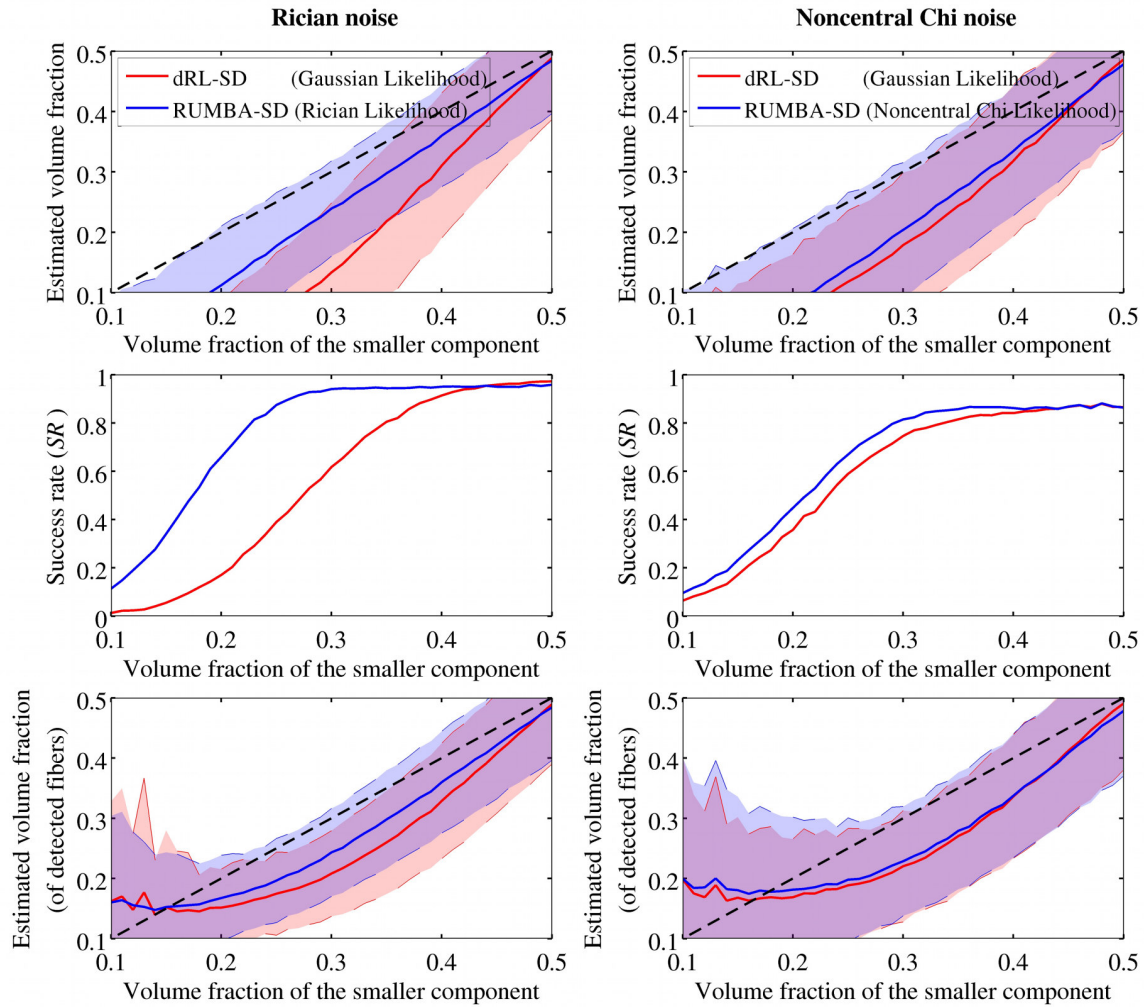 Rician noise
Noncentral Chi noise
Estimated volume fraction
0.5
0.4
0.3
0.2
0.1
dRL-SD (Gaussian Likelihood)
RUMBA-SD (Rician Likelihood)
0.1 0.2 0.3 0.4 0.5
Volume fraction of the smaller component
Estimated volume fraction
0.5
0.4
0.3
0.2
0.1
dRL-SD (Gaussian Likelihood)
RUMBA-SD (Noncentral Chi Likelihood)
0.1 0.2 0.3 0.4 0.5
Volume fraction of the smaller component
Success rate (SR)
1
0.8
0.6
0.4
0.2
0
0.1 0.2 0.3 0.4 0.5
Volume fraction of the smaller component
Success rate (SR)
1
0.8
0.6
0.4
0.2
0
0.1 0.2 0.3 0.4 0.5
Volume fraction of the smaller component
Estimated volume fraction
(of detected fibers)
0.5
0.4
0.3
0.2
0.1
0.1 0.2 0.3 0.4 0.5
Volume fraction of the smaller component
Estimated volume fraction
(of detected fibers)
0.5
0.4
0.3
0.2
0.1
0.1 0.2 0.3 0.4 0.5
Volume fraction of the smaller component